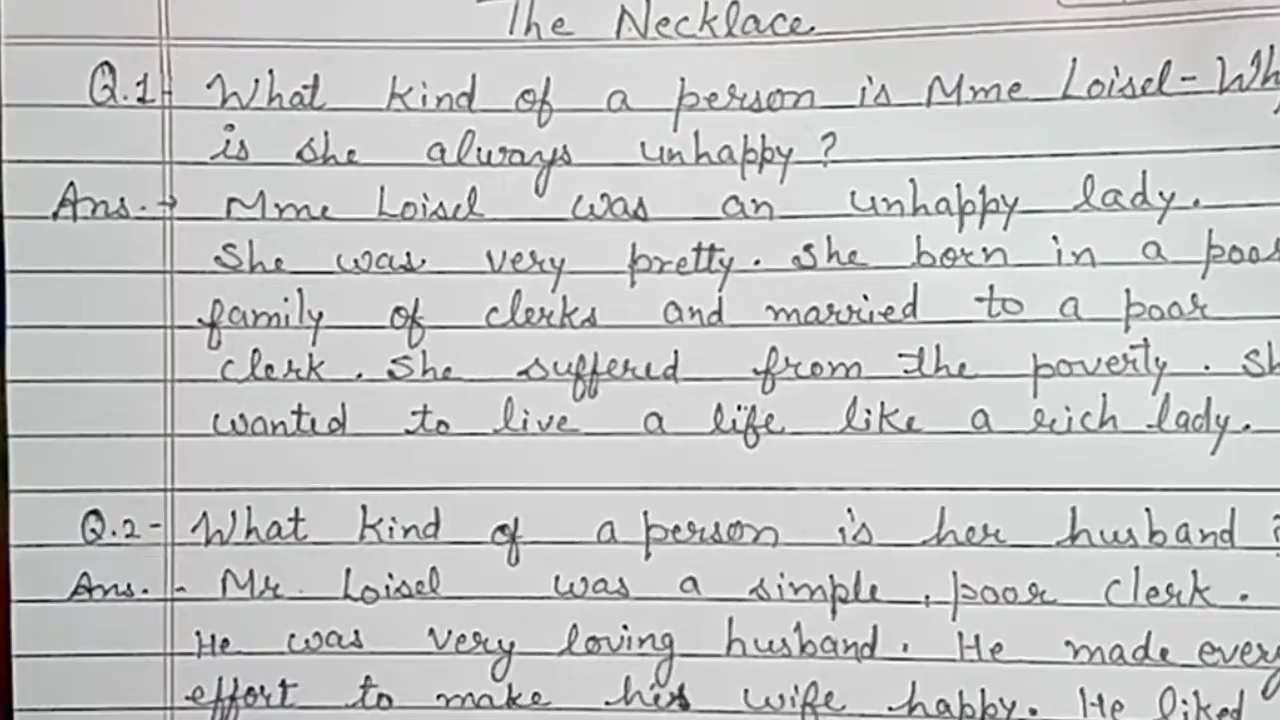 The Necklace
Q.1 What kind of a person is Mme Loisel - Why
is she always unhappy?
Ans. → Mme Loisel was an unhappy lady.
She was very pretty. She born in a poor
family of clerks and married to a poor
clerk. She suffered from the poverty. She
wanted to live a life like a rich lady.
Q.2 - What kind of a person is her husband?
Ans. - Mr. Loisel was a simple, poor clerk.
He was very loving husband. He made every
effort to make his wife happy. He liked